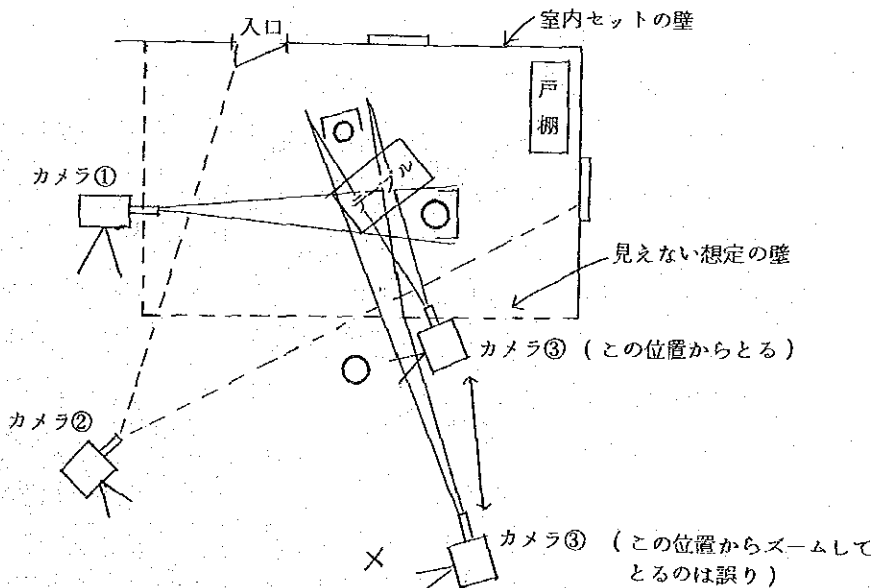 室内セットの壁
入口
戸棚
カメラ①
テーブル
見えない想定の壁
カメラ③ (この位置からとる)
カメラ②
カメラ③ (この位置からズームして
とるのは誤り)